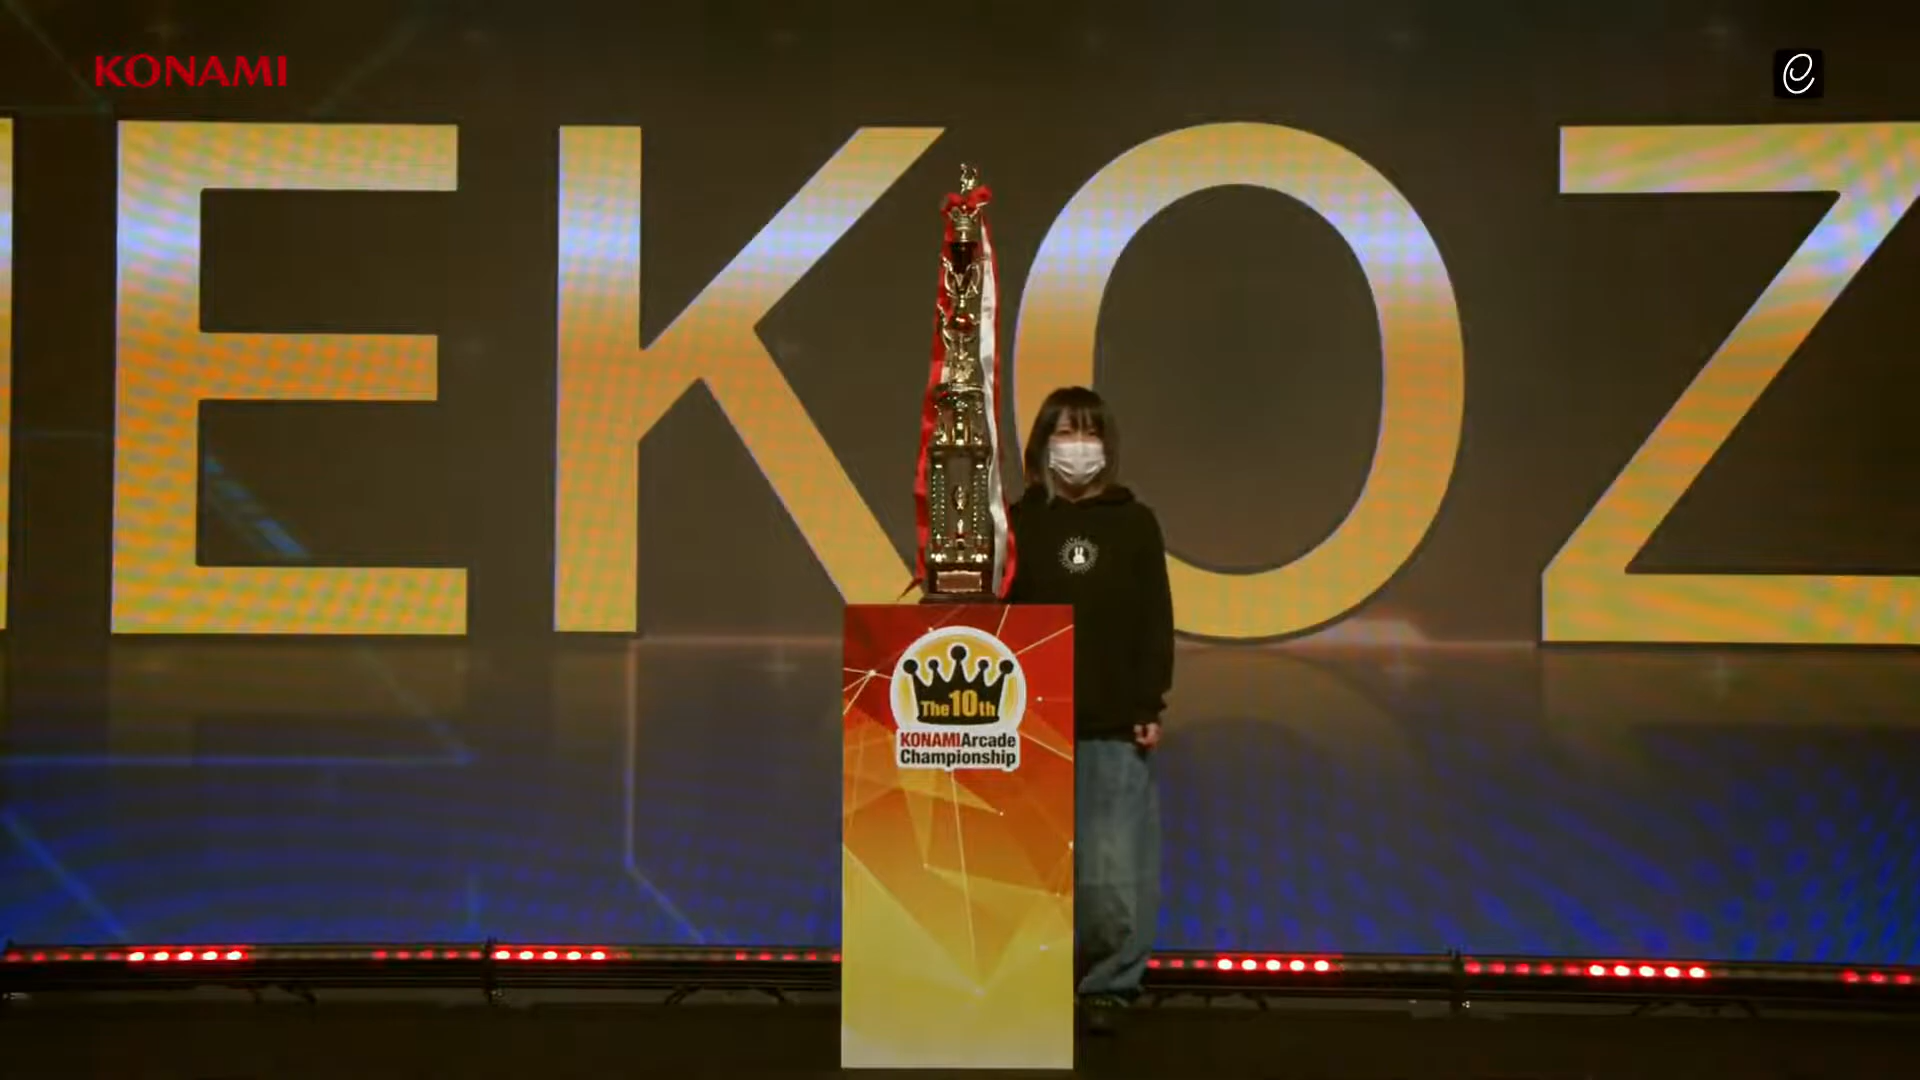 KONAMI
EKOZ
The 10th
KONAMI Arcade
Championship